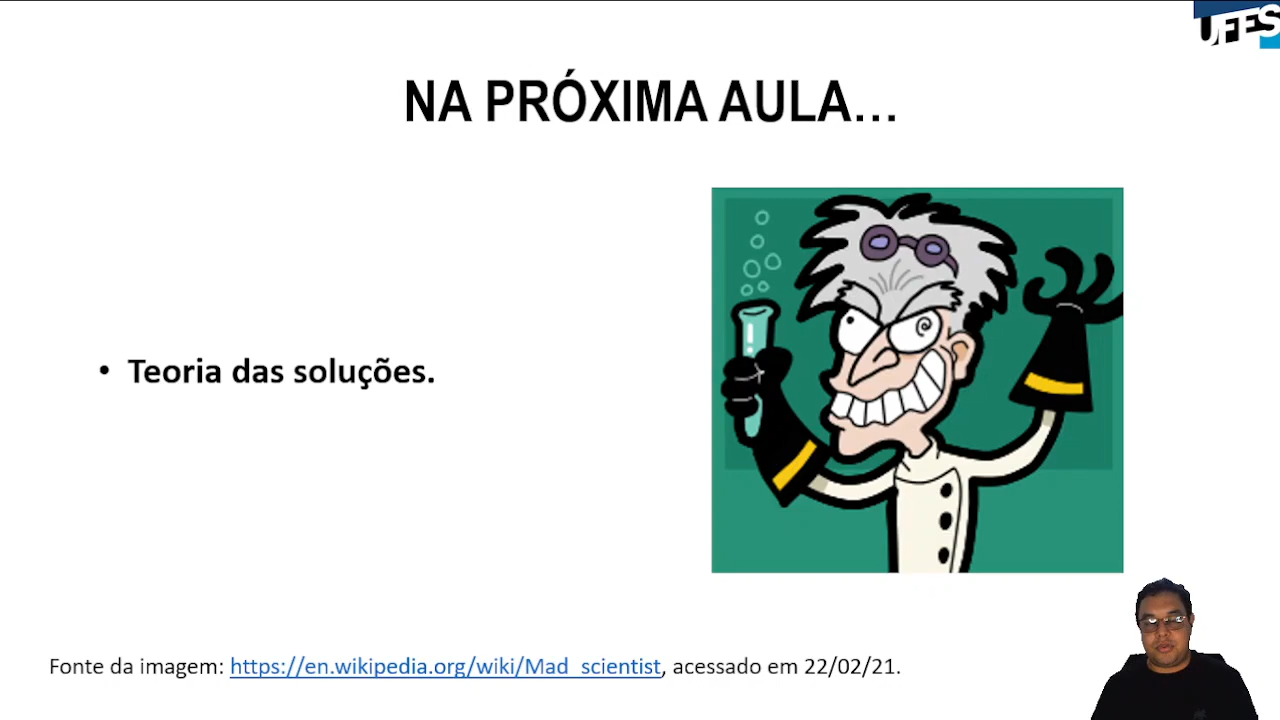 UFES
NA PRÓXIMA AULA...
• Teoria das soluções.
Fonte da imagem: https://en.wikipedia.org/wiki/Mad_scientist, acessado em 22/02/21.